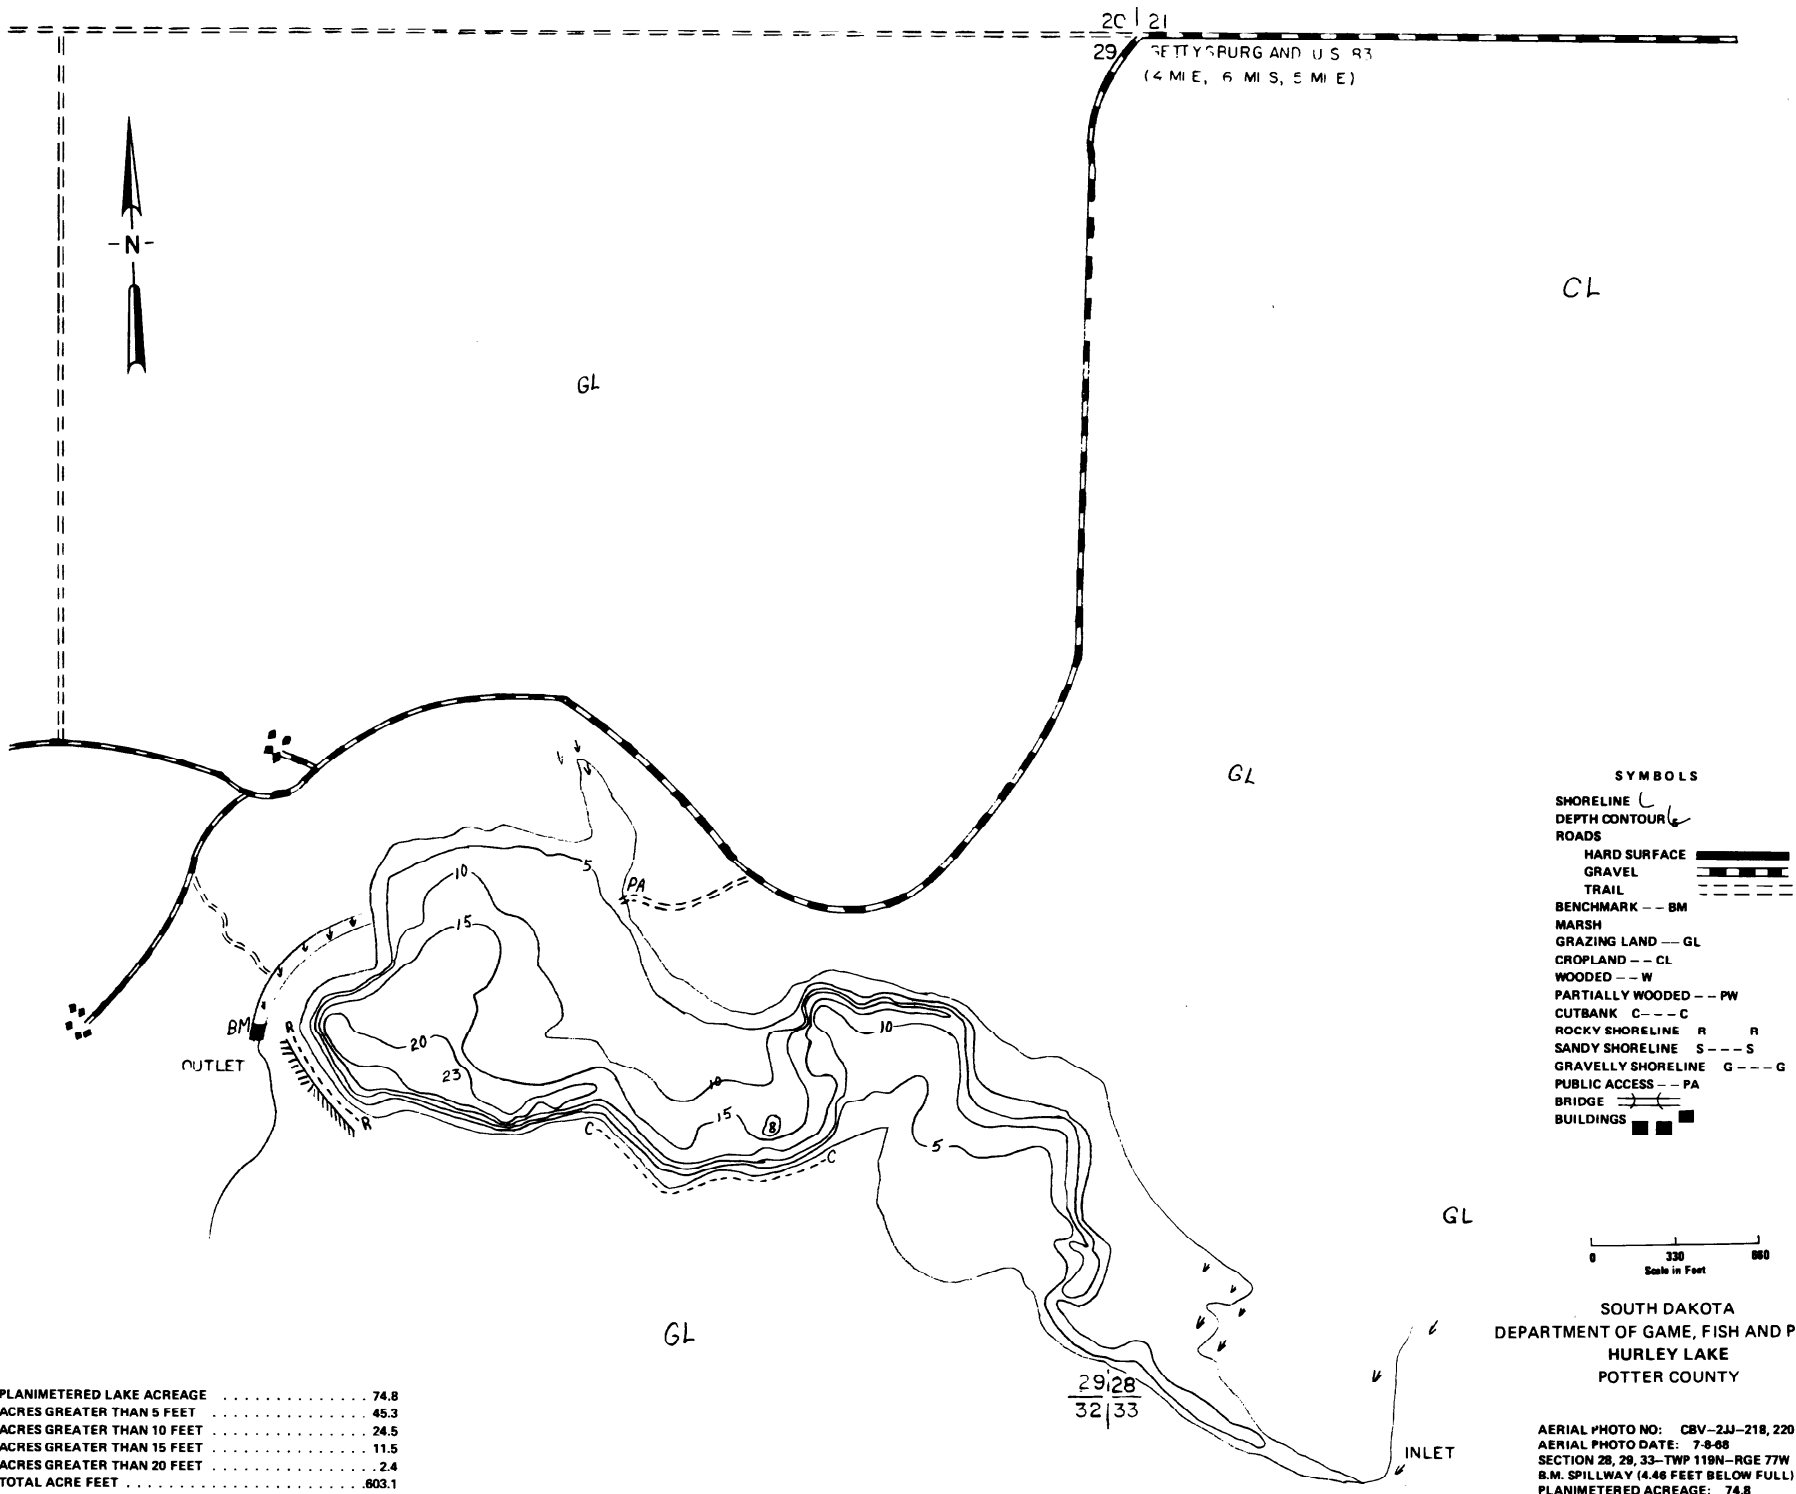 20 21
29 GETTYSBURG AND U S 83
(4 MI E, 6 MI S, 5 MI E)
-N-
CL
GL
GL
SYMBOLS
SHORELINE
DEPTH CONTOUR 5
ROADS
HARD SURFACE
GRAVEL
TRAIL
BENCHMARK -- BM
MARSH
GRAZING LAND -- GL
CROPLAND -- CL
WOODED -- W
PARTIALLY WOODED -- PW
CUTBANK C---C
ROCKY SHORELINE R R
SANDY SHORELINE S---S
GRAVELLY SHORELINE G---G
PUBLIC ACCESS -- PA
BRIDGE
BUILDINGS
5
10
PA
15
BM
R
OUTLET
20
23
10
10
15
8
R
C
C
5
GL
GL
0 330 660
Scale in Feet
SOUTH DAKOTA
DEPARTMENT OF GAME, FISH AND P
HURLEY LAKE
POTTER COUNTY
29 28
32 33
INLET
PLANIMETERED LAKE ACREAGE . . . . . . . . . . . . . . 74.8
ACRES GREATER THAN 5 FEET . . . . . . . . . . . . . . . 45.3
ACRES GREATER THAN 10 FEET . . . . . . . . . . . . . . 24.5
ACRES GREATER THAN 15 FEET . . . . . . . . . . . . . . 11.5
ACRES GREATER THAN 20 FEET . . . . . . . . . . . . . . .2.4
TOTAL ACRE FEET . . . . . . . . . . . . . . . . . . . . . . . .603.1
AERIAL PHOTO NO: CBV-2JJ-218, 220
AERIAL PHOTO DATE: 7-8-68
SECTION 28, 29, 33-TWP 119N-RGE 77W
B.M. SPILLWAY (4.46 FEET BELOW FULL)
PLANIMETERED ACREAGE: 74.8